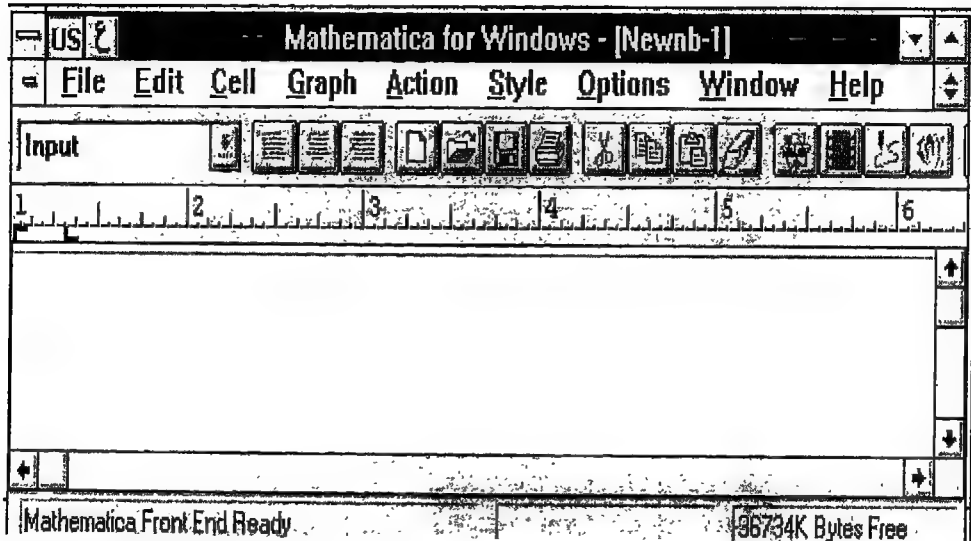 US ع Mathematica for Windows - [Newnb-1]
File Edit Cell Graph Action Style Options Window Help
Input
1 2 3 4 5 6
Mathematica Front End Ready 36734K Bytes Free